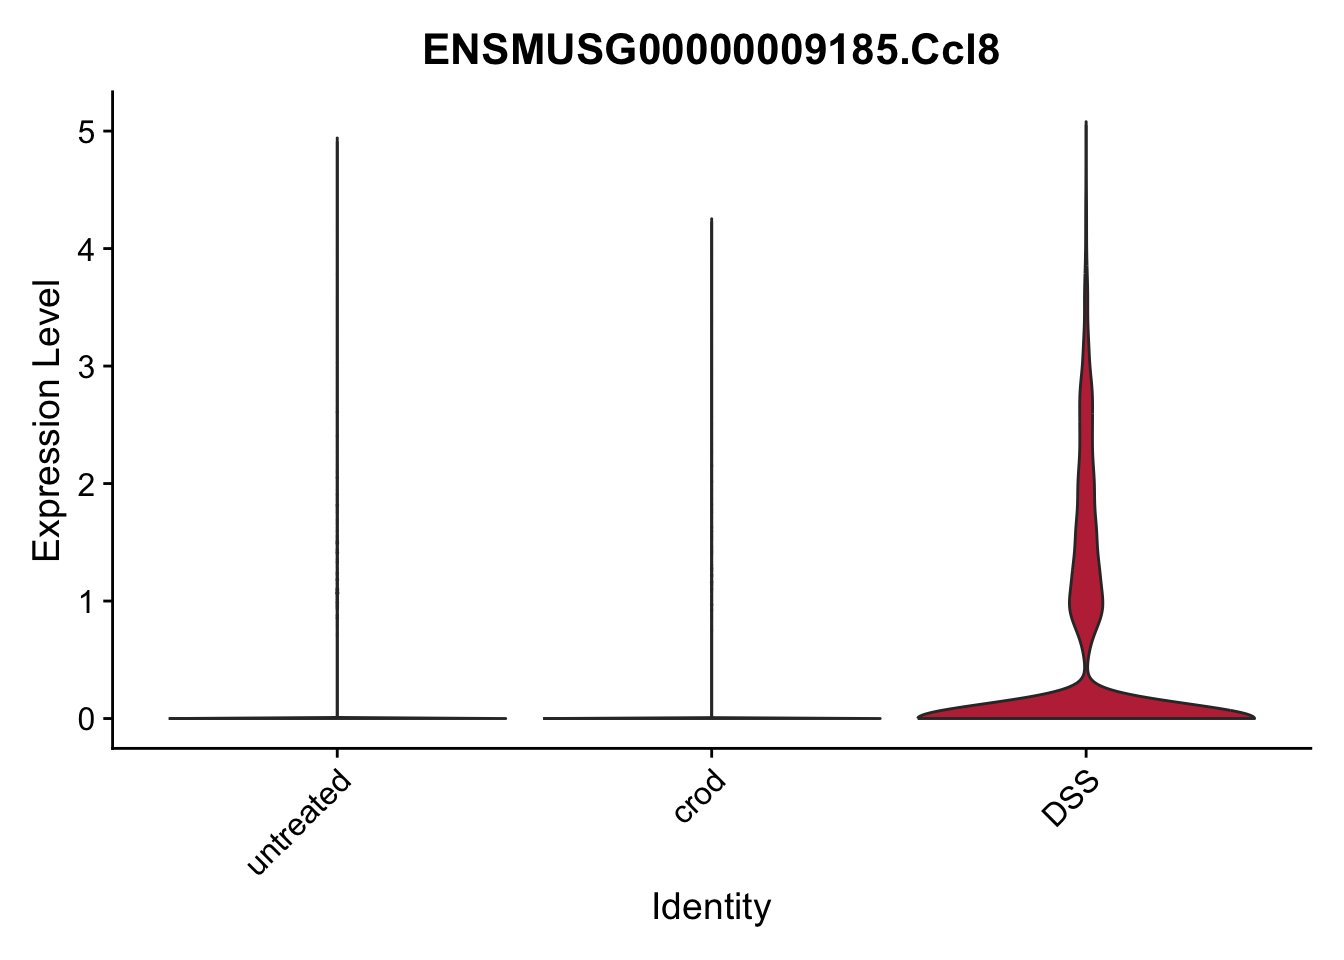 ENSMUSG00000009185.Ccl8
Expression Level
5
4
3
2
1
0
untreated
crod
DSS
Identity